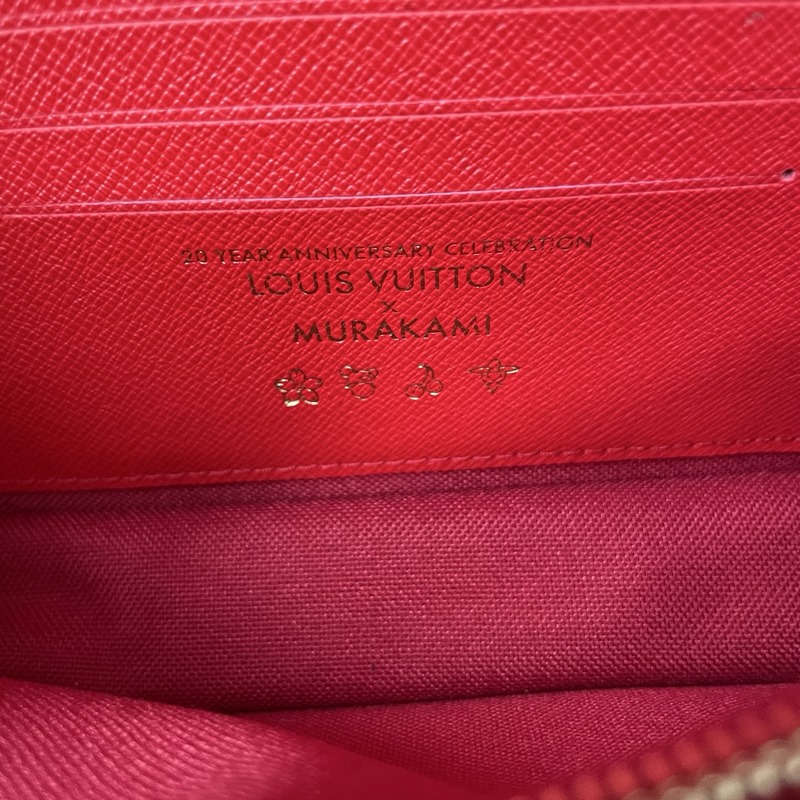 20 YEAR ANNIVERSARY CELEBRATION
LOUIS VUITTON
×
MURAKAMI